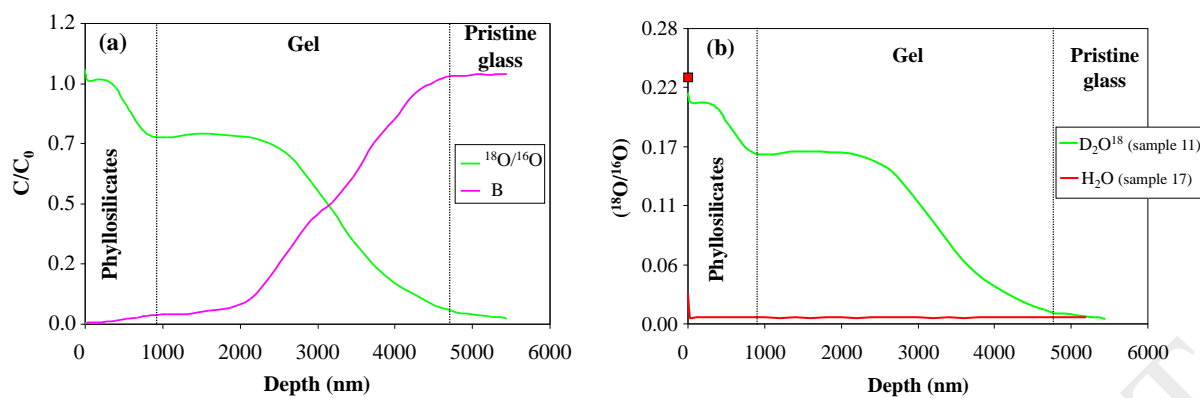 (a)
Gel
Pristine
glass
Phyllosilicates
C/C₀
1.2
1.0
0.7
0.5
0.2
0.0
0 1000 2000 3000 4000 5000 6000
Depth (nm)
¹⁸O/¹⁶O
B
(b)
Gel
Pristine
glass
Phyllosilicates
(¹⁸O/¹⁶O)
0.28
0.22
0.17
0.11
0.06
0.00
0 1000 2000 3000 4000 5000 6000
Depth (nm)
D₂O¹⁸ (sample 11)
H₂O (sample 17)
T